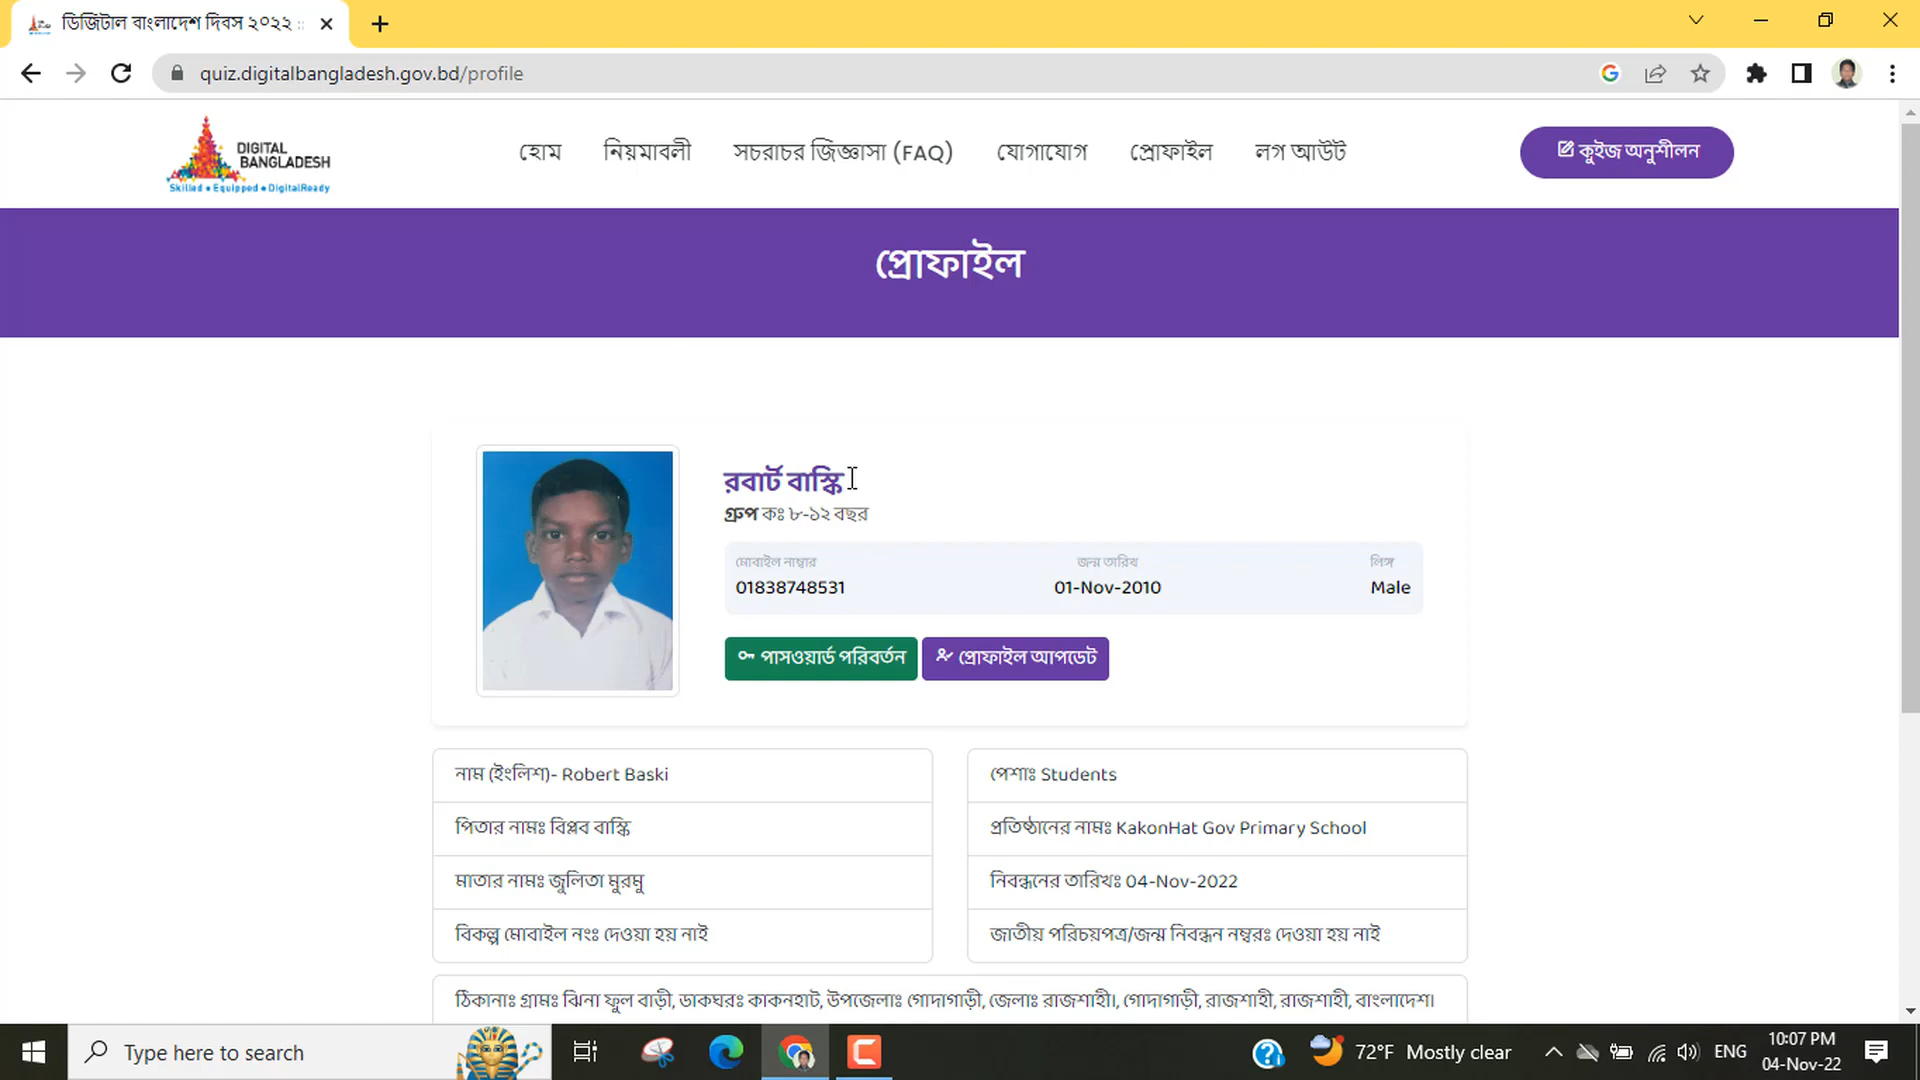 ডিজিটাল বাংলাদেশ দিবস ২০২২ ::
quiz.digitalbangladesh.gov.bd/profile
DIGITAL
BANGLADESH
Skilled • Equipped • DigitalReady
হোম
নিয়মাবলী
সচরাচর জিজ্ঞাসা (FAQ)
যোগাযোগ
প্রোফাইল
লগ আউট
কুইজ অনুশীলন
প্রোফাইল
রবার্ট বাস্কি
গ্রুপ কঃ ৮-১২ বছর
মোবাইল নাম্বার
01838748531
জন্ম তারিখ
01-Nov-2010
লিঙ্গ
Male
পাসওয়ার্ড পরিবর্তন
প্রোফাইল আপডেট
নাম (ইংলিশ)- Robert Baski
পিতার নামঃ বিপ্লব বাস্কি
মাতার নামঃ জুলিতা মুরমু
বিকল্প মোবাইল নংঃ দেওয়া হয় নাই
পেশাঃ Students
প্রতিষ্ঠানের নামঃ KakonHat Gov Primary School
নিবন্ধনের তারিখঃ 04-Nov-2022
জাতীয় পরিচয়পত্র/জন্ম নিবন্ধন নম্বরঃ দেওয়া হয় নাই
ঠিকানাঃ গ্রামঃ ঝিনা ফুল বাড়ী, ডাকঘরঃ কাকনহাট, উপজেলাঃ গোদাগাড়ী, জেলাঃ রাজশাহী।, গোদাগাড়ী, রাজশাহী, রাজশাহী, বাংলাদেশ।
Type here to search
72°F Mostly clear
ENG
10:07 PM
04-Nov-22